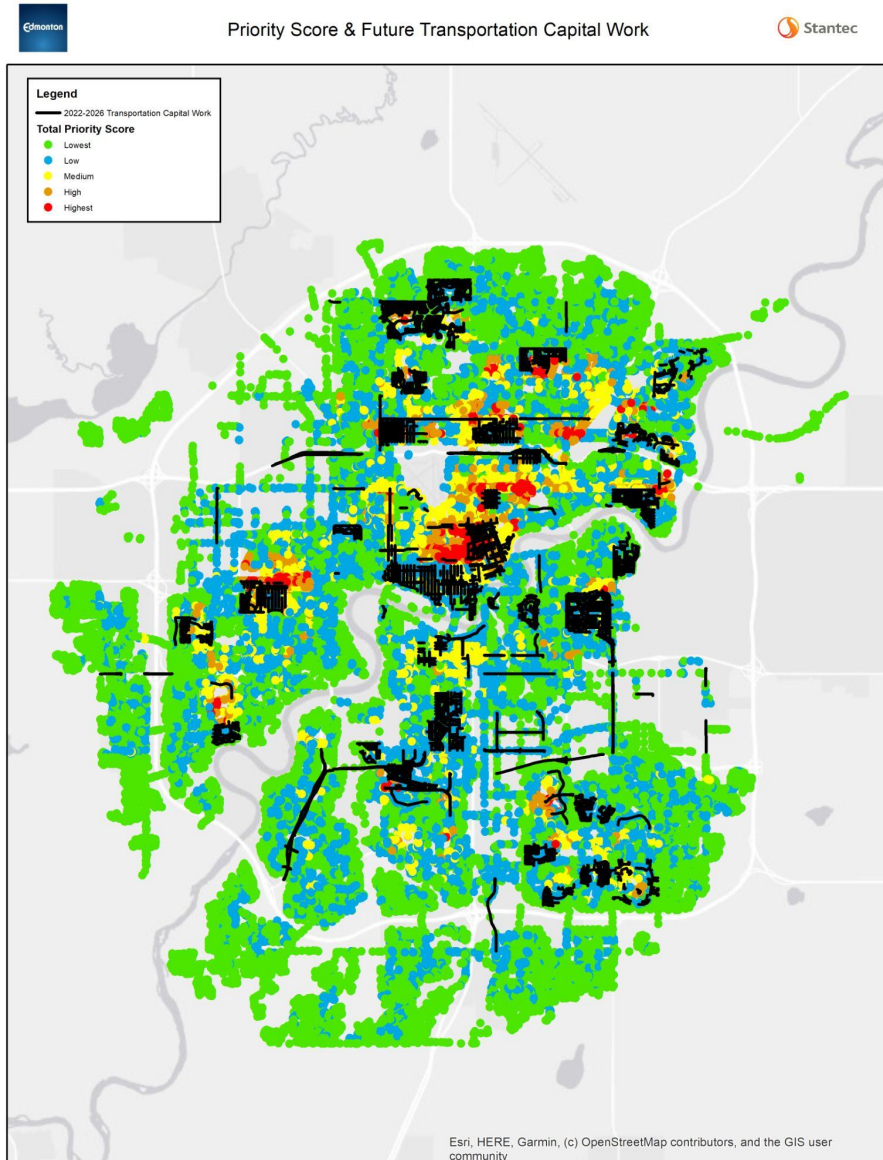 Edmonton
Priority Score & Future Transportation Capital Work
Stantec
Legend
2022-2026 Transportation Capital Work
Total Priority Score
Lowest
Low
Medium
High
Highest
Esri, HERE, Garmin, (c) OpenStreetMap contributors, and the GIS user
community